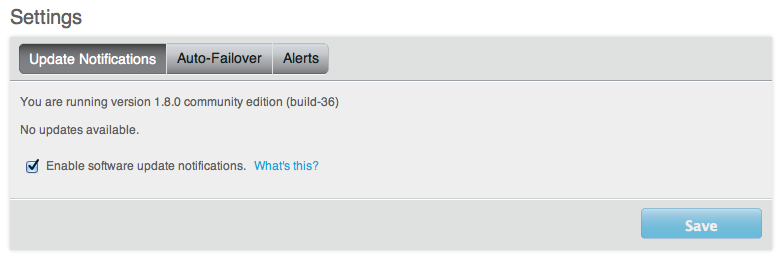 Settings
Update Notifications Auto-Failover Alerts
You are running version 1.8.0 community edition (build-36)
No updates available.
Enable software update notifications. What's this?
Save